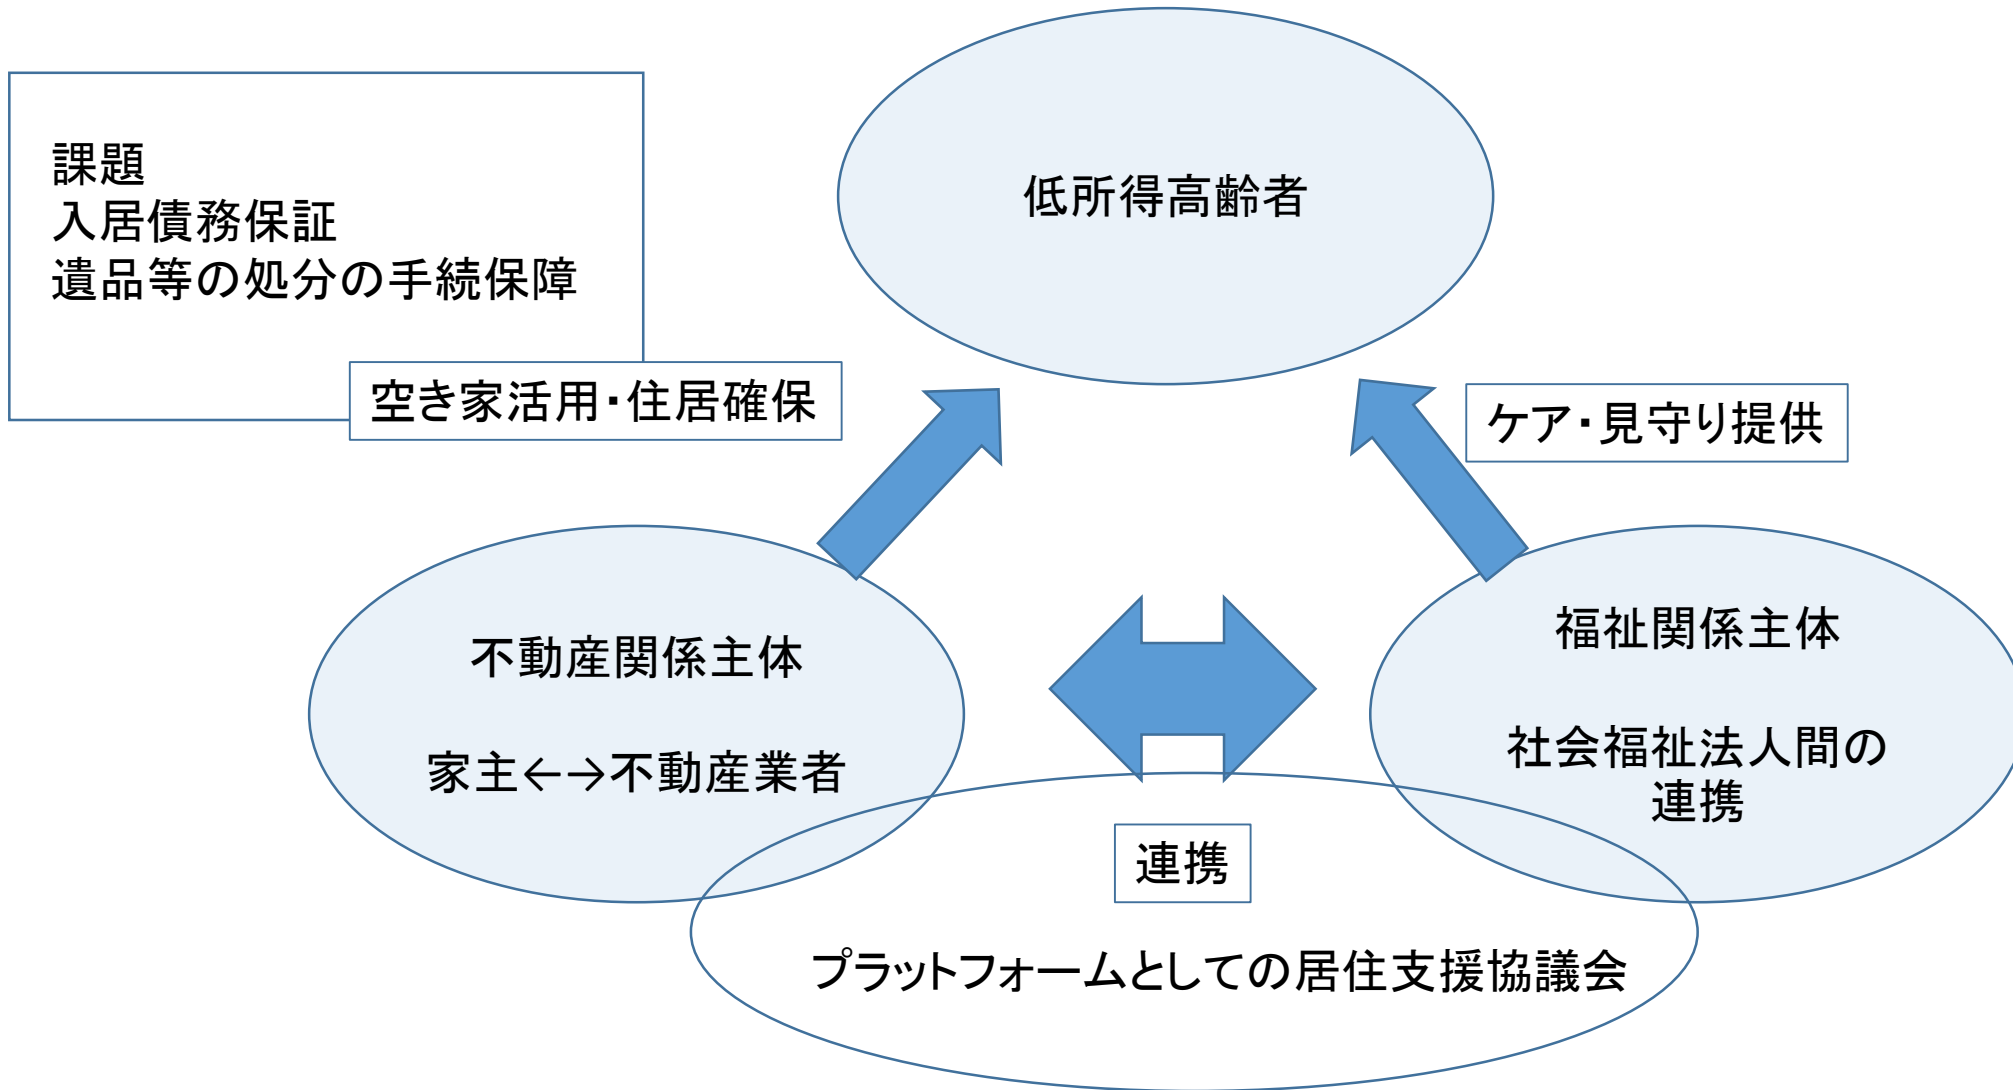 課題
入居債務保証
遺品等の処分の手続保障
低所得高齢者
空き家活用・住居確保
ケア・見守り提供
不動産関係主体
家主←→不動産業者
福祉関係主体
社会福祉法人間の
連携
連携
プラットフォームとしての居住支援協議会